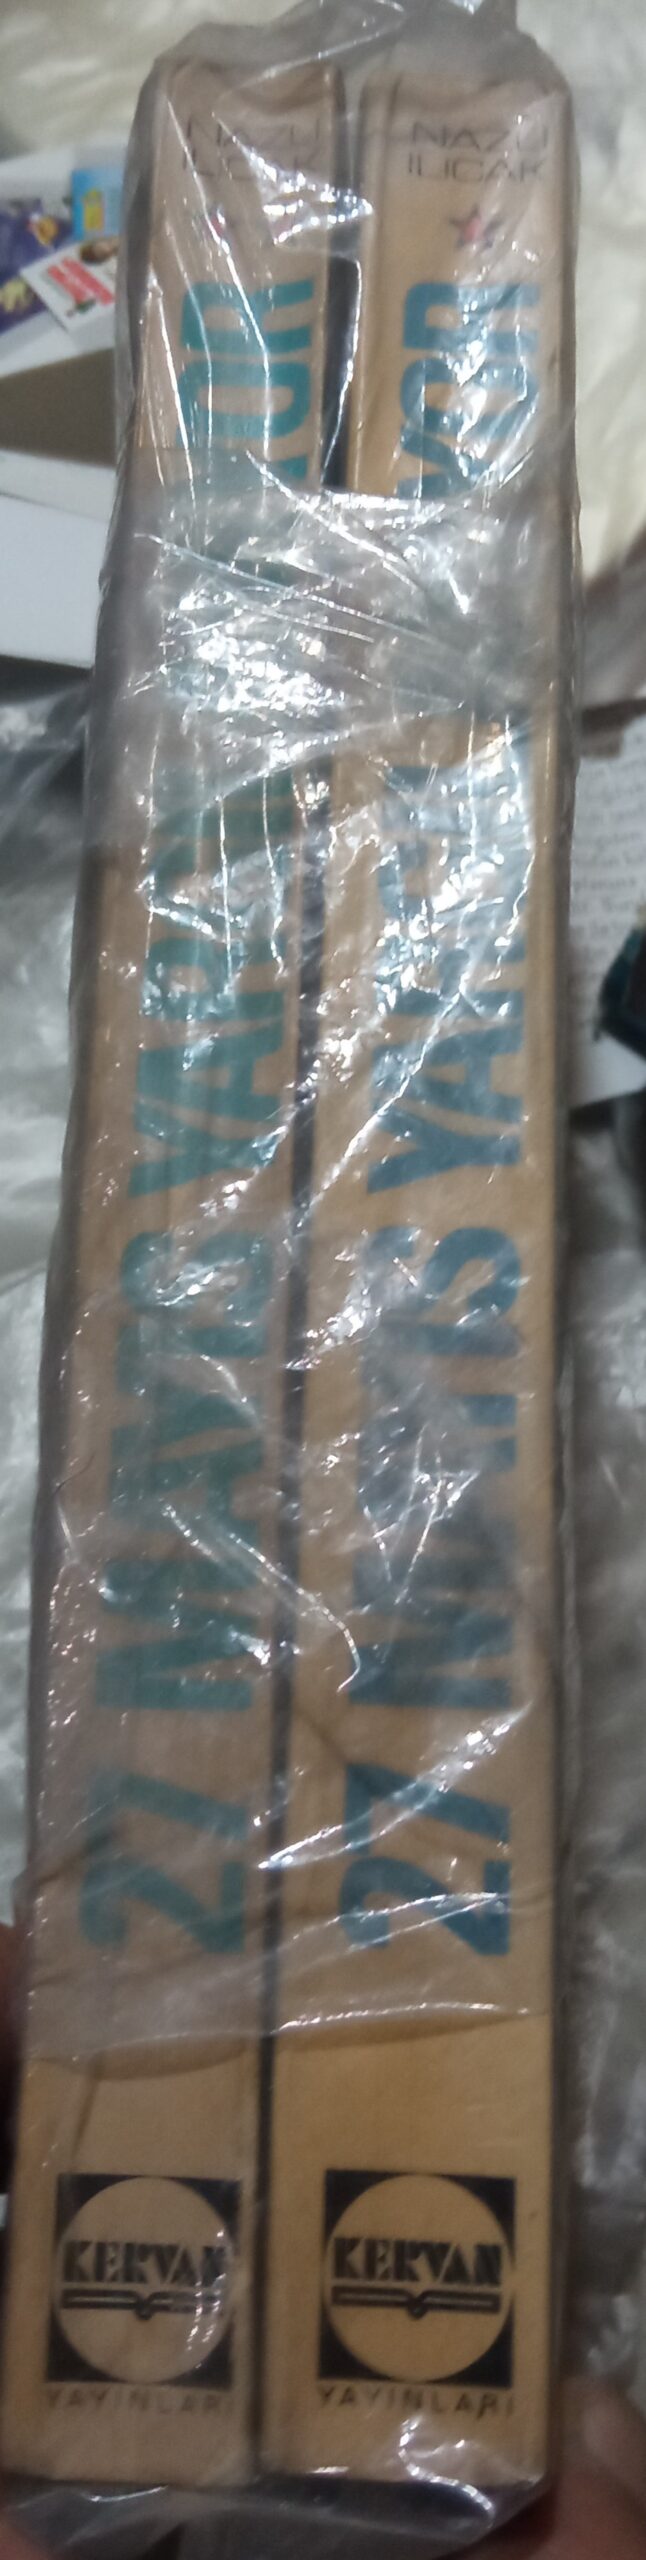 NAZLI
ILICAK
27 MAYIS YARGILANIYOR
KERVAN
YAYINLARI
NAZLI
ILICAK
27 MAYIS YARGILANIYOR
KERVAN
YAYINLARI